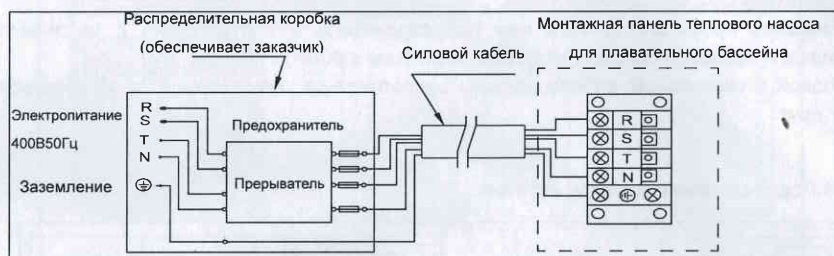 Распределительная коробка
(обеспечивает заказчик)
Силовой кабель
Монтажная панель теплового насоса
для плавательного бассейна
Электропитание
400В50Гц
Заземление
R
S
T
N
Предохранитель
Прерыватель
R
S
T
N